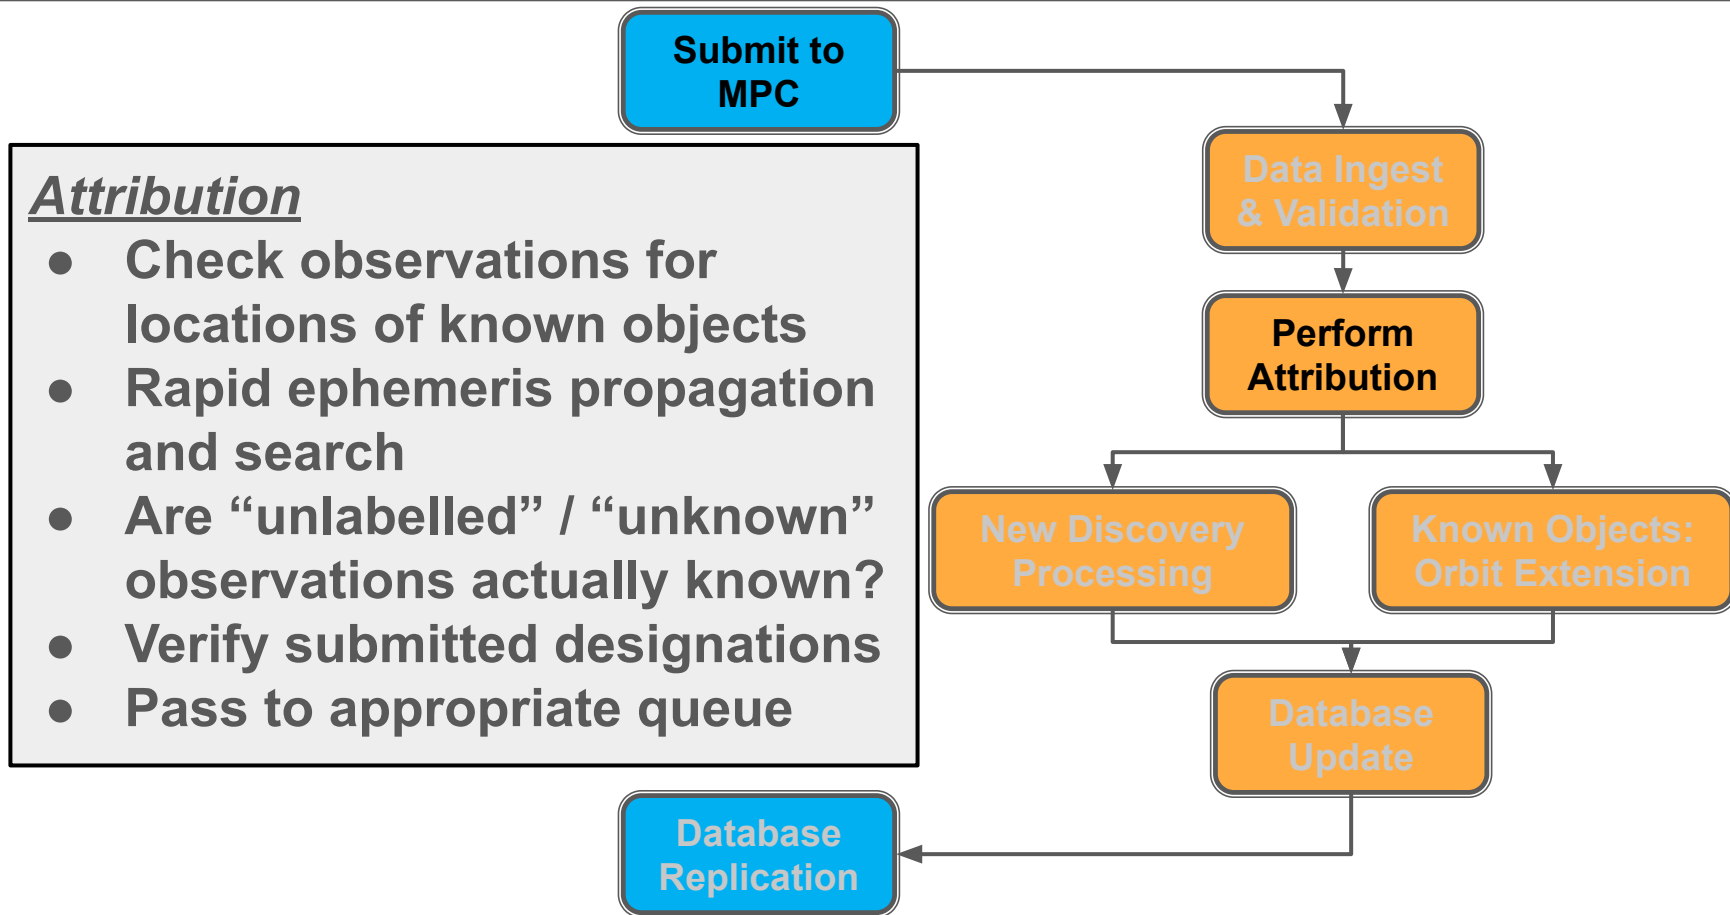 Submit to
MPC
Attribution
● Check observations for
locations of known objects
● Rapid ephemeris propagation
and search
● Are “unlabelled” / “unknown”
observations actually known?
● Verify submitted designations
● Pass to appropriate queue
Data Ingest
& Validation
Perform
Attribution
New Discovery
Processing
Known Objects:
Orbit Extension
Database
Update
Database
Replication